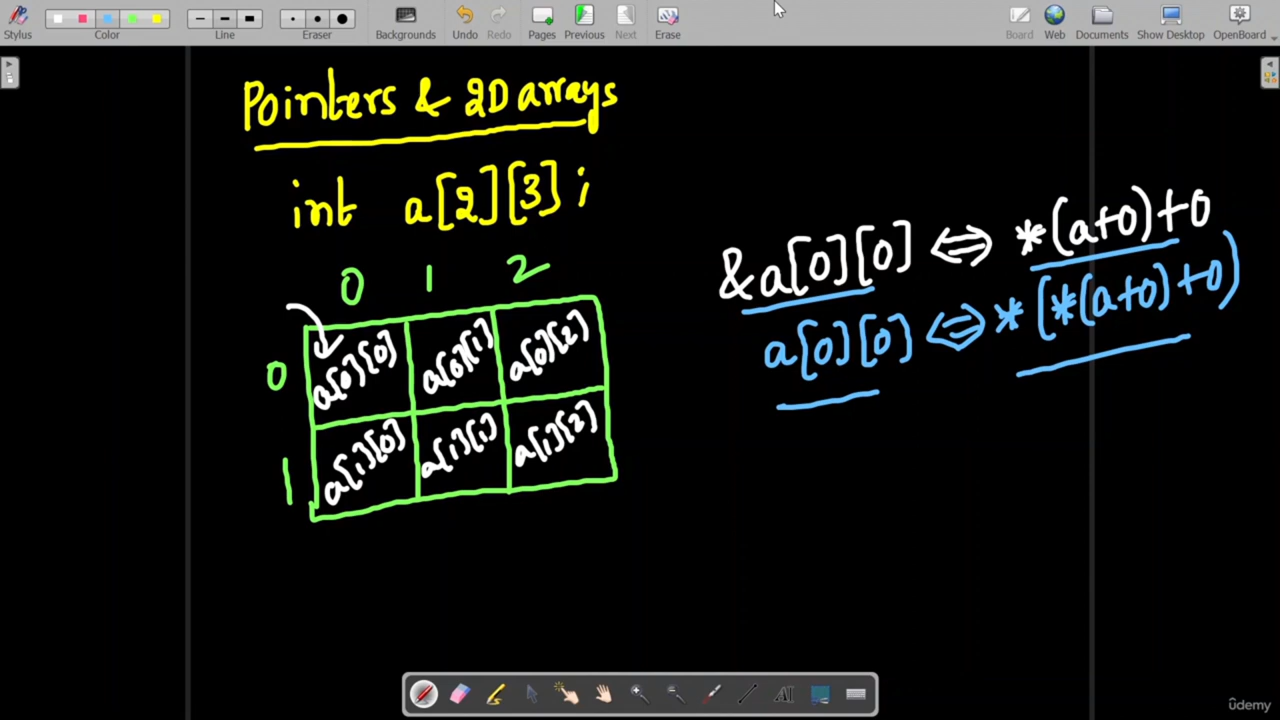 Stylus
Color
Line
Eraser
Backgrounds
Undo
Redo
Pages
Previous
Next
Erase
Board
Web
Documents
Show Desktop
OpenBoard
Pointers & 2D arrays
int a[2][3];
&a[0][0] ⇔ *(a+0)+0
a[0][0] ⇔ *(*(a+0)+0)
0 1 2
0 a[0][0] a[0][1] a[0][2]
1 a[1][0] a[1][1] a[1][2]
AI
ûdemy